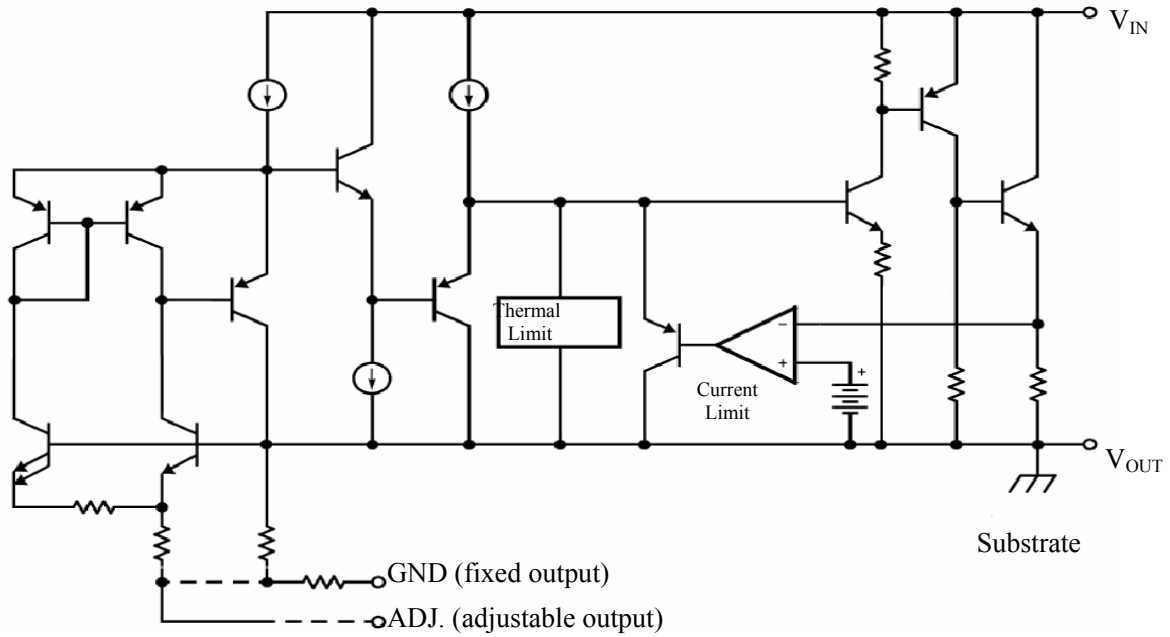 V_IN
Thermal
Limit
−
+
+
Current
Limit
V_OUT
Substrate
GND (fixed output)
ADJ. (adjustable output)